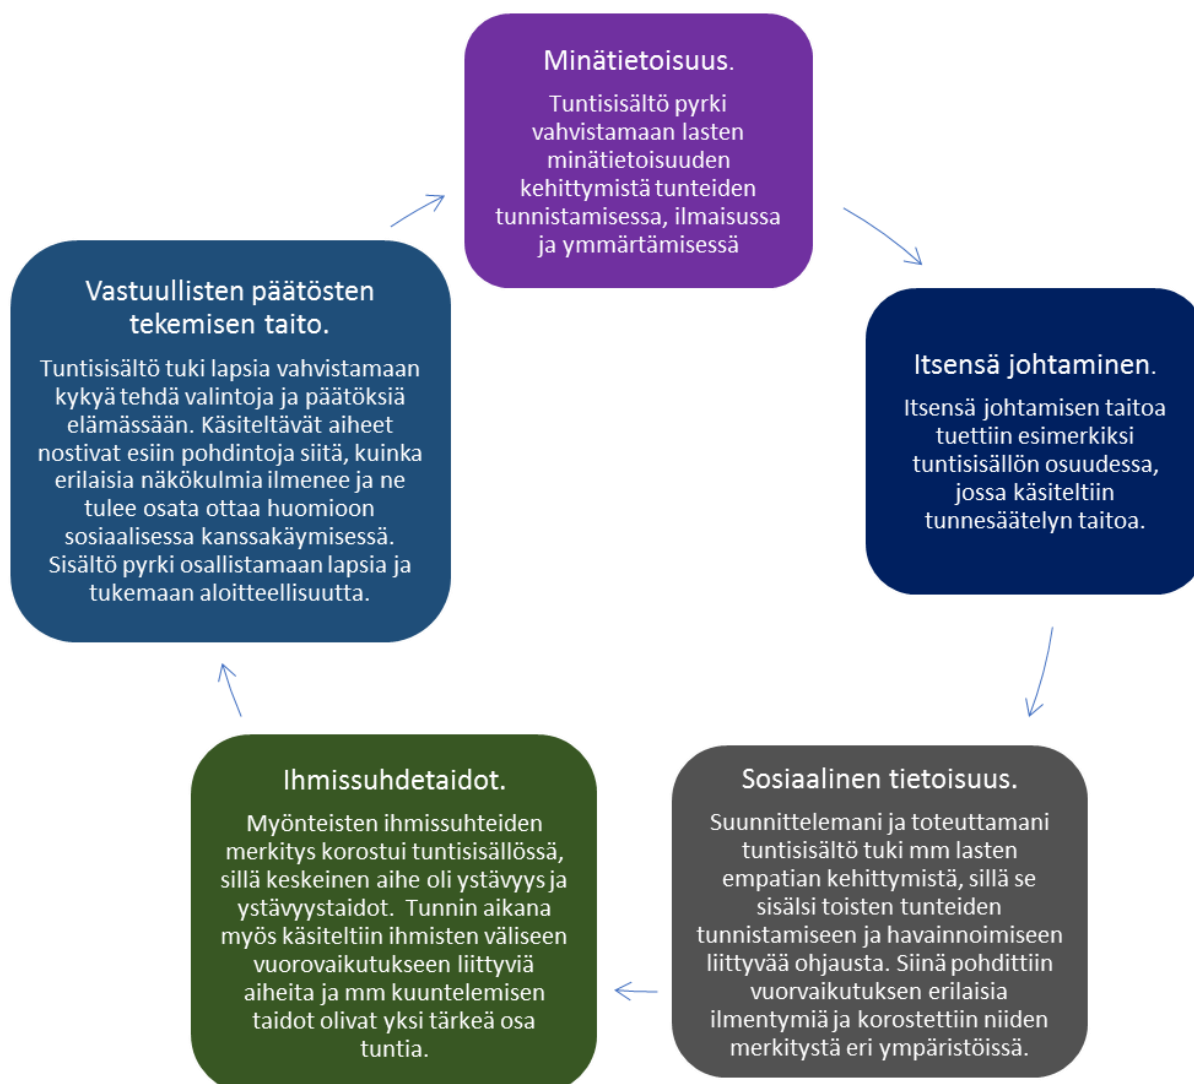 Minätietoisuus.
Tuntisisältö pyrki
vahvistamaan lasten
minätietoisuuden
kehittymistä tunteiden
tunnistamisessa, ilmaisussa
ja ymmärtämisessä
Itsensä johtaminen.
Itsensä johtamisen taitoa
tuettiin esimerkiksi
tuntisisällön osuudessa,
jossa käsiteltiin
tunnesäätelyn taitoa.
Sosiaalinen tietoisuus.
Suunnittelemani ja toteuttamani
tuntisisältö tuki mm lasten
empatian kehittymistä, sillä se
sisälsi toisten tunteiden
tunnistamiseen ja havainnoimiseen
liittyvää ohjausta. Siinä pohdittiin
vuorvaikutuksen erilaisia
ilmentymiä ja korostettiin niiden
merkitystä eri ympäristöissä.
Ihmissuhdetaidot.
Myönteisten ihmissuhteiden
merkitys korostui tuntisisällössä,
sillä keskeinen aihe oli ystävyys ja
ystävyystaidot. Tunnin aikana
myös käsiteltiin ihmisten väliseen
vuorovaikutukseen liittyviä
aiheita ja mm kuuntelemisen
taidot olivat yksi tärkeä osa
tuntia.
Vastuullisten päätösten
tekemisen taito.
Tuntisisältö tuki lapsia vahvistamaan
kykyä tehdä valintoja ja päätöksiä
elämässään. Käsiteltävät aiheet
nostivat esiin pohdintoja siitä, kuinka
erilaisia näkökulmia ilmenee ja ne
tulee osata ottaa huomioon
sosiaalisessa kanssakäymisessä.
Sisältö pyrki osallistamaan lapsia ja
tukemaan aloitteellisuutta.